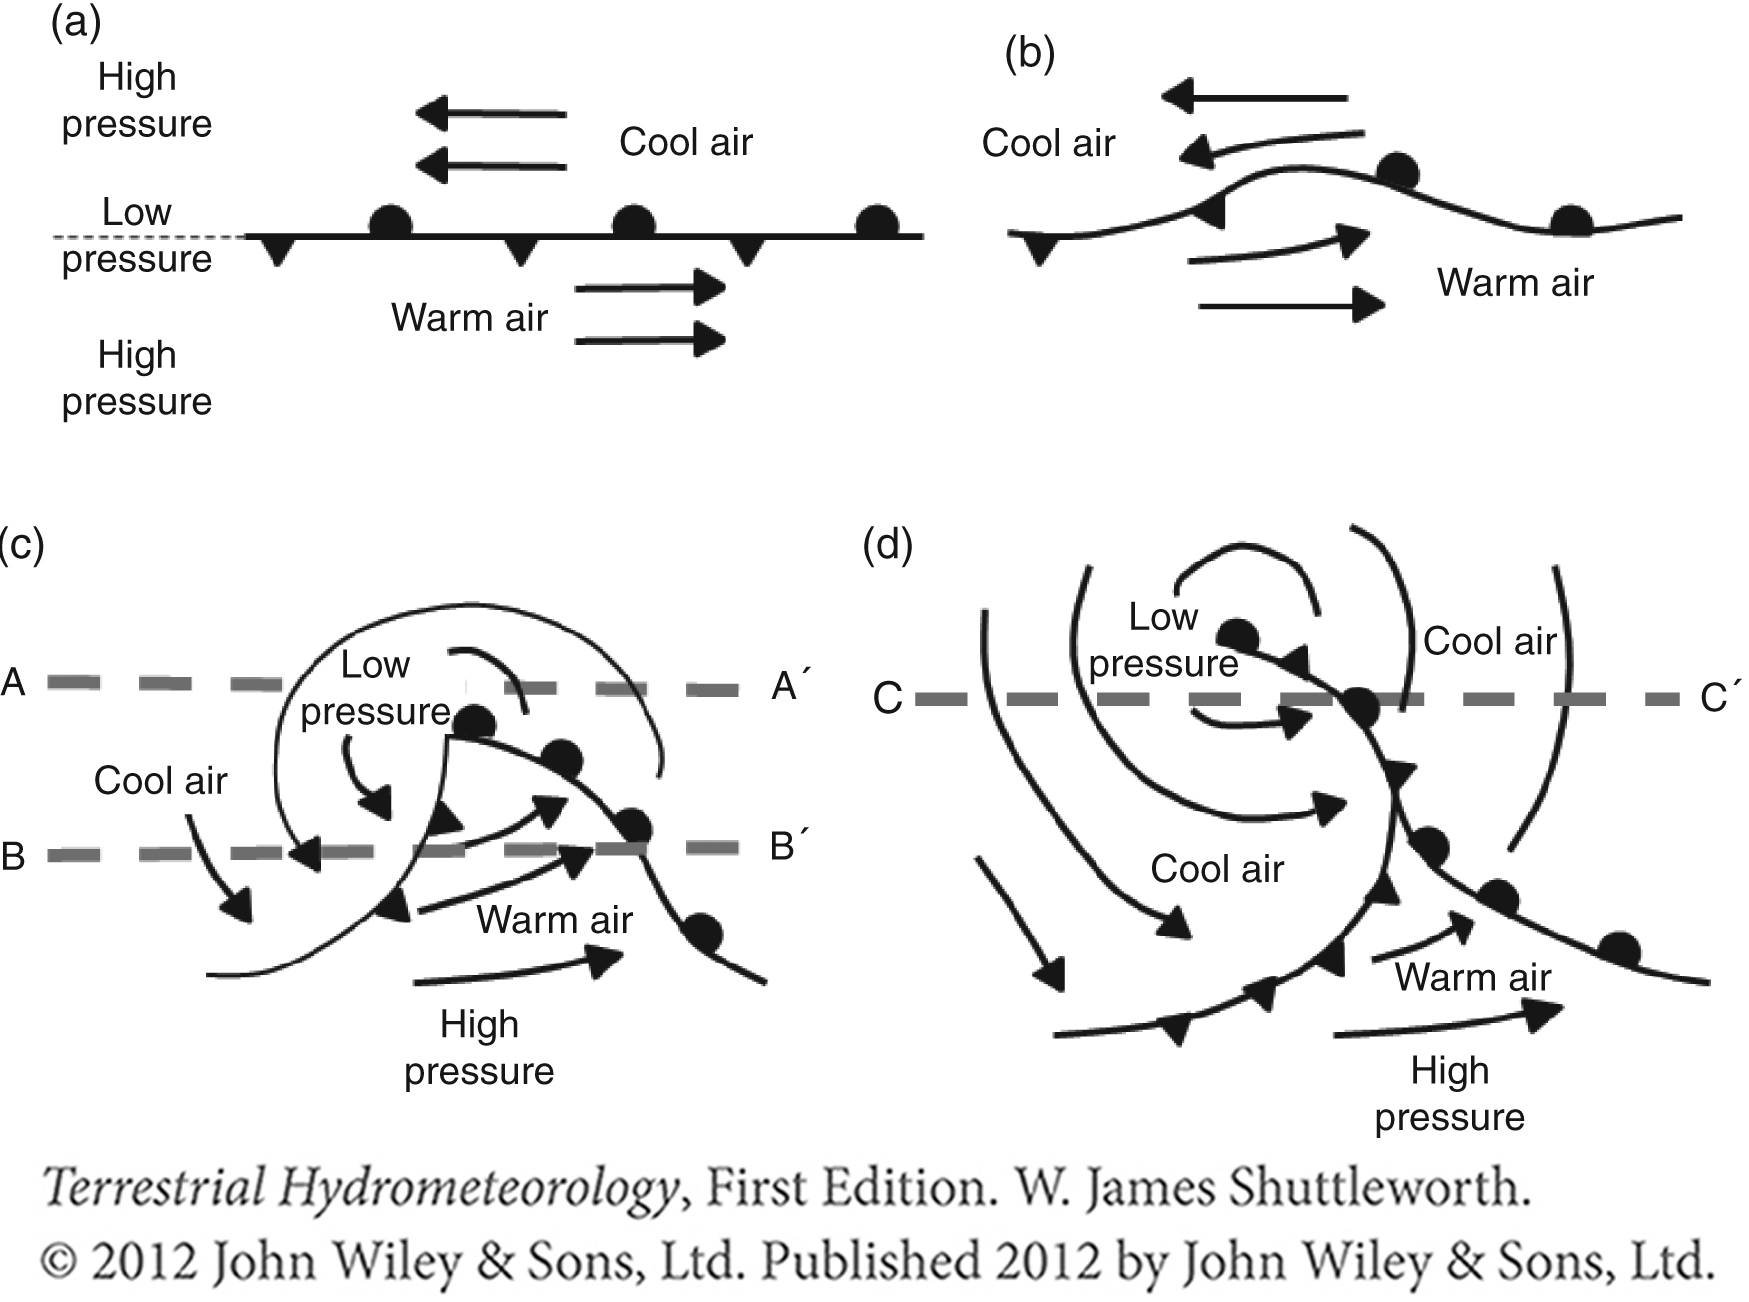 (a)
High
pressure
Cool air
Low
pressure
Warm air
High
pressure
(b)
Cool air
Warm air
(c)
A
Low
pressure
A´
Cool air
B
B´
Warm air
High
pressure
(d)
Low
pressure
Cool air
C
C´
Cool air
Warm air
High
pressure
Terrestrial Hydrometeorology, First Edition. W. James Shuttleworth.
© 2012 John Wiley & Sons, Ltd. Published 2012 by John Wiley & Sons, Ltd.